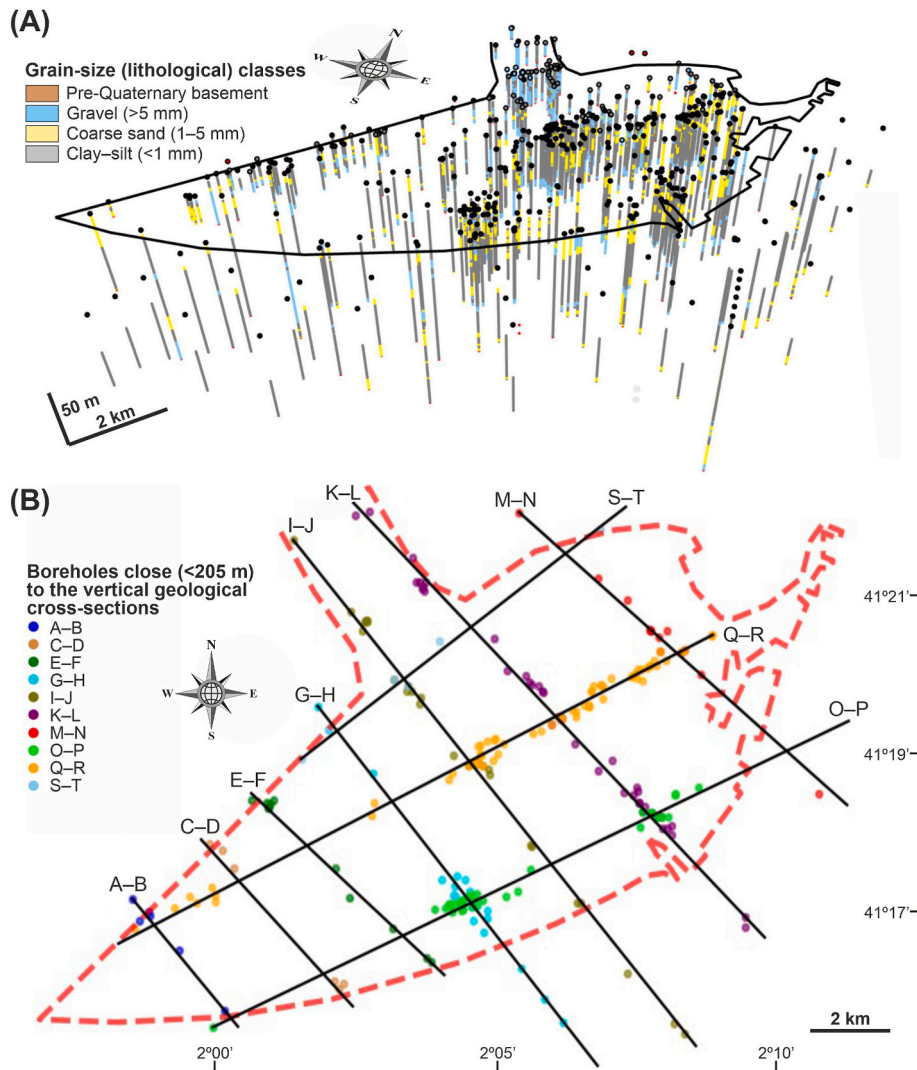 (A)
N
W
E
S
Grain-size (lithological) classes
Pre-Quaternary basement
Gravel (>5 mm)
Coarse sand (1–5 mm)
Clay–silt (<1 mm)
50 m
2 km
(B)
K–L
M–N
S–T
I–J
Boreholes close (<205 m)
to the vertical geological
cross-sections
A–B
C–D
E–F
G–H
I–J
K–L
M–N
O–P
Q–R
S–T
N
W
E
S
41º21'
Q–R
G–H
O–P
41º19'
E–F
C–D
A–B
41º17'
2 km
2º00'
2º05'
2º10'